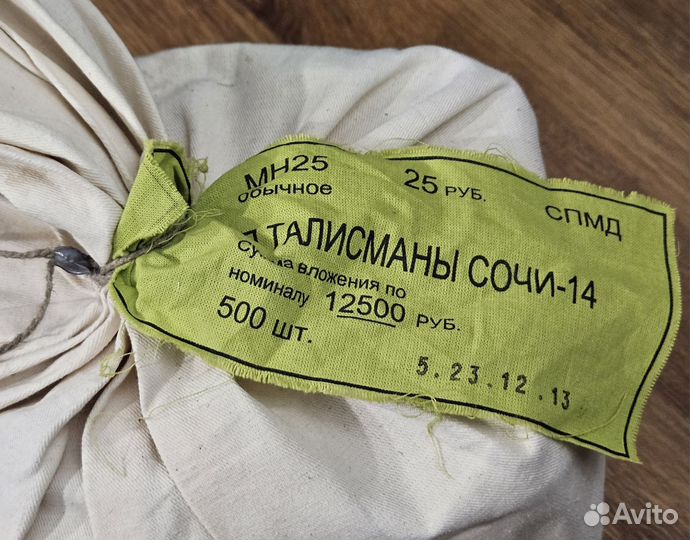 МН25 25 РУБ. СПМД
обычное
ТАЛИСМАНЫ СОЧИ-14
Сумма вложения по
номиналу 12500 РУБ.
500 шт.
5.23.12.13
Avito